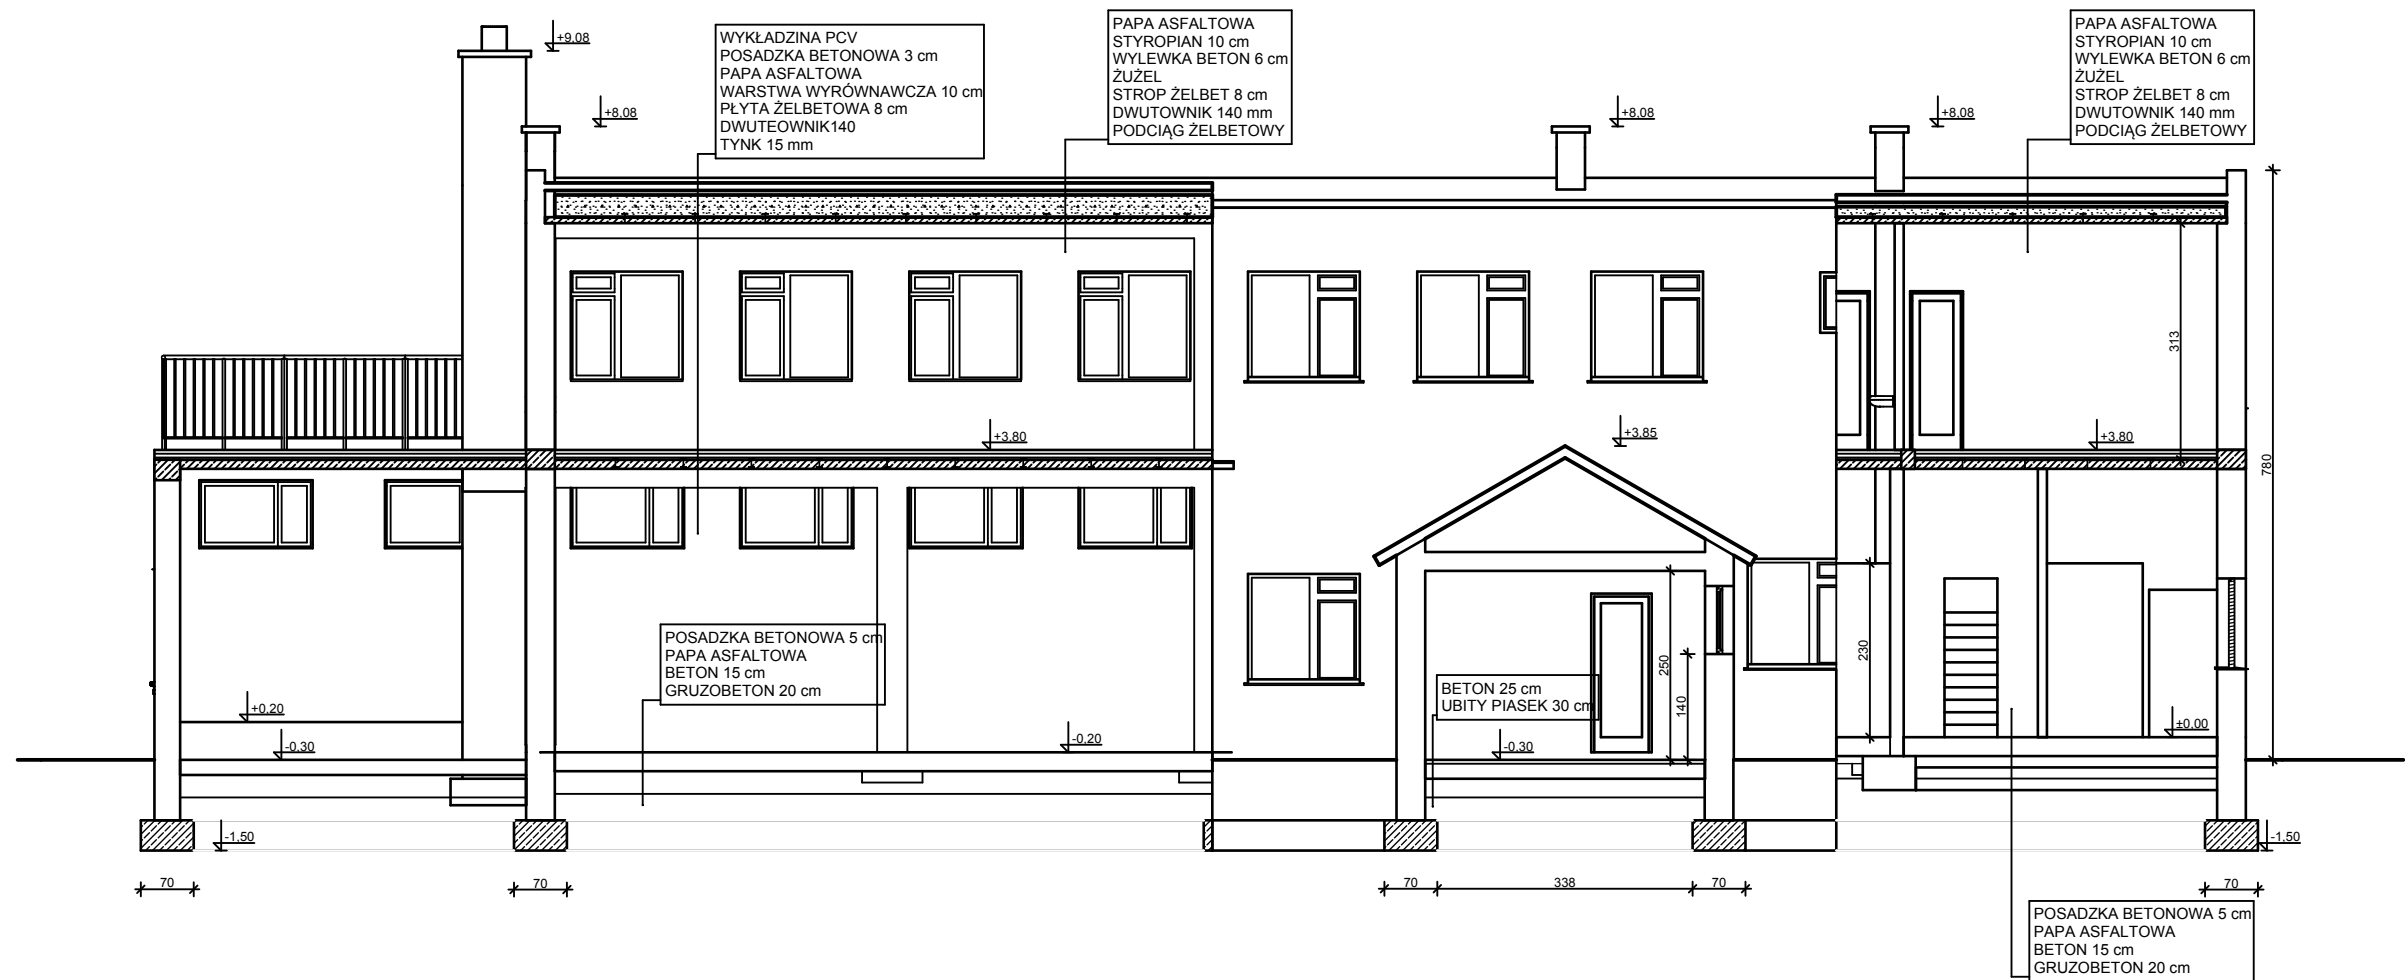 +9,08
WYKŁADZINA PCV
POSADZKA BETONOWA 3 cm
PAPA ASFALTOWA
WARSTWA WYRÓWNAWCZA 10 cm
PŁYTA ŻELBETOWA 8 cm
DWUTEOWNIK140
TYNK 15 mm
PAPA ASFALTOWA
STYROPIAN 10 cm
WYLEWKA BETON 6 cm
ŻUŻEL
STROP ŻELBET 8 cm
DWUTOWNIK 140 mm
PODCIĄG ŻELBETOWY
PAPA ASFALTOWA
STYROPIAN 10 cm
WYLEWKA BETON 6 cm
ŻUŻEL
STROP ŻELBET 8 cm
DWUTOWNIK 140 mm
PODCIĄG ŻELBETOWY
+8,08
+8,08
+8,08
313
780
+3,80
+3,85
+3,80
POSADZKA BETONOWA 5 cm
PAPA ASFALTOWA
BETON 15 cm
GRUZOBETON 20 cm
250
140
230
BETON 25 cm
UBITY PIASEK 30 cm
+0,20
-0,30
-0,20
-0,30
±0,00
-1,50
-1,50
70
70
70
338
70
70
POSADZKA BETONOWA 5 cm
PAPA ASFALTOWA
BETON 15 cm
GRUZOBETON 20 cm